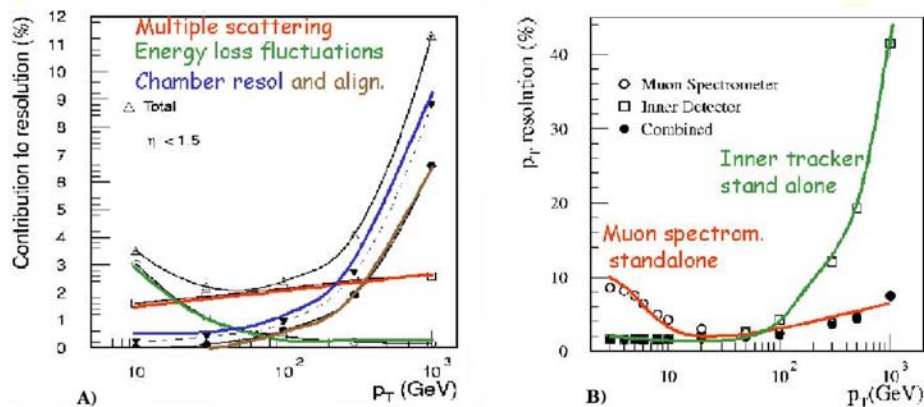 Contribution to resolution (%)
12
11
10
9
8
7
6
5
4
3
2
1
0
Multiple scattering
Energy loss fluctuations
Chamber resol and align.
Total
η < 1.5
10
10²
10³
p_T (GeV)
A)
p_T resolution (%)
40
30
20
10
0
Muon Spectrometer
Inner Detector
Combined
Inner tracker
stand alone
Muon spectrom.
standalone
10
10²
10³
p_T(GeV)
B)